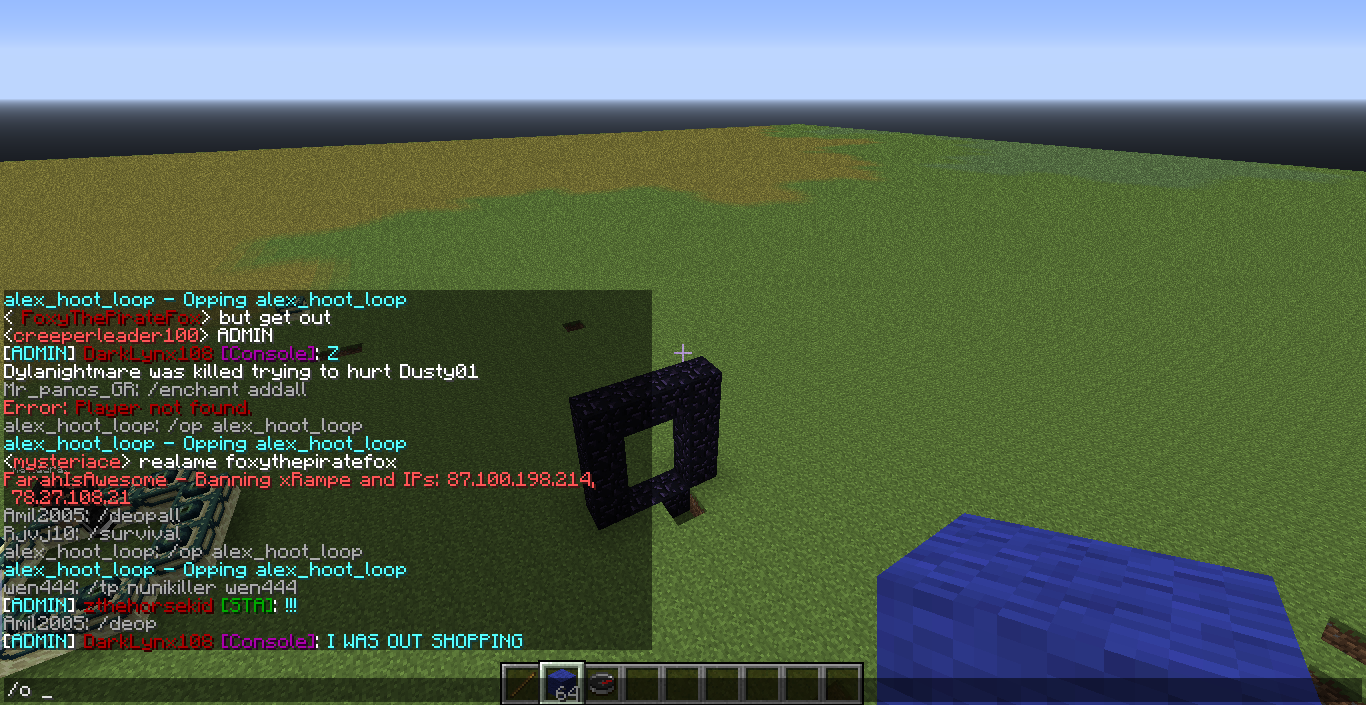 alex_hoot_loop - Opping alex_hoot_loop
< FoxyThePirateFox> but get out
<creeperleader100> ADMIN
[ADMIN] DarkLynx108 [Console]: Z
Dylanightmare was killed trying to hurt Dusty01
Mr_panos_GR: /enchant addall
Error: Player not found.
alex_hoot_loop: /op alex_hoot_loop
alex_hoot_loop - Opping alex_hoot_loop
<mysteriace> realame foxythepiratefox
FarahIsAwesome - Banning xRampe and IPs: 87.100.198.214,
78.27.108.21
Amil2005: /deopall
RjvJ10: /survival
alex_hoot_loop: /op alex_hoot_loop
alex_hoot_loop - Opping alex_hoot_loop
wen444: /tp nunikiller wen444
[ADMIN] zthehorsekid [STA]: !!!
Amil2005: /deop
[ADMIN] DarkLynx108 [Console]: I WAS OUT SHOPPING
/o _
64